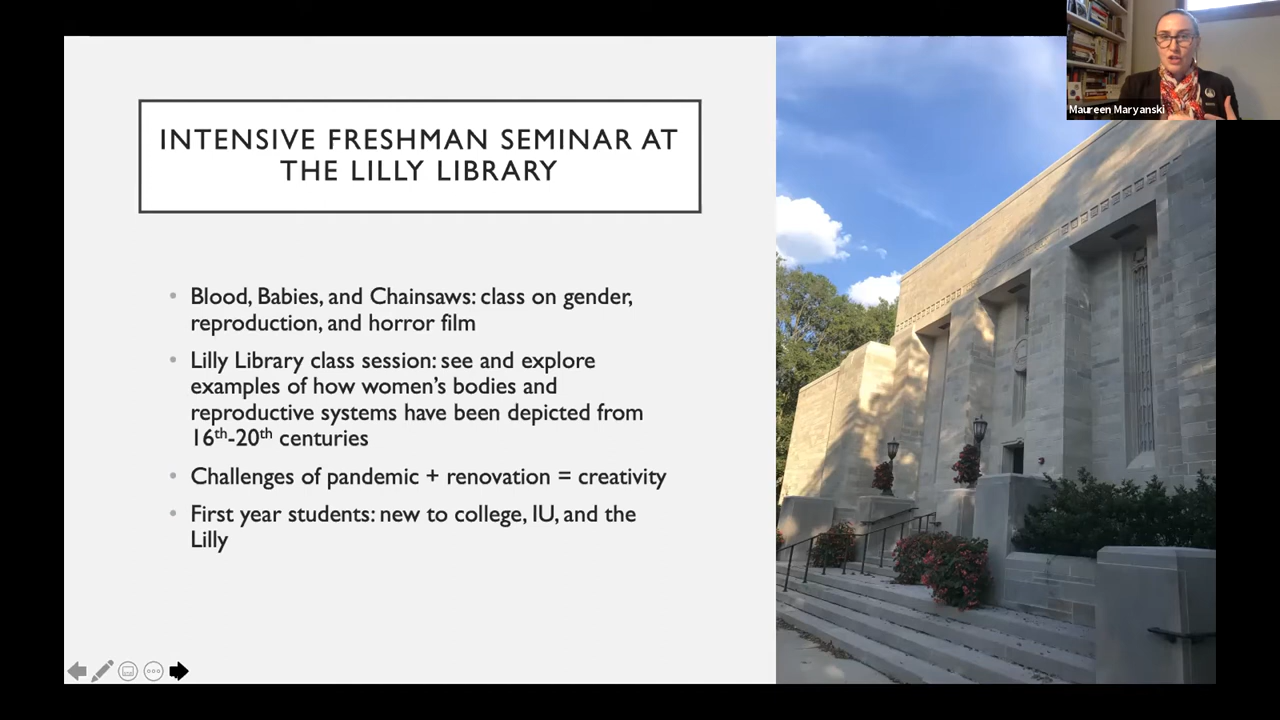 INTENSIVE FRESHMAN SEMINAR AT
THE LILLY LIBRARY
• Blood, Babies, and Chainsaws: class on gender,
reproduction, and horror film
• Lilly Library class session: see and explore
examples of how women's bodies and
reproductive systems have been depicted from
16th-20th centuries
• Challenges of pandemic + renovation = creativity
• First year students: new to college, IU, and the
Lilly
Maureen Maryanski